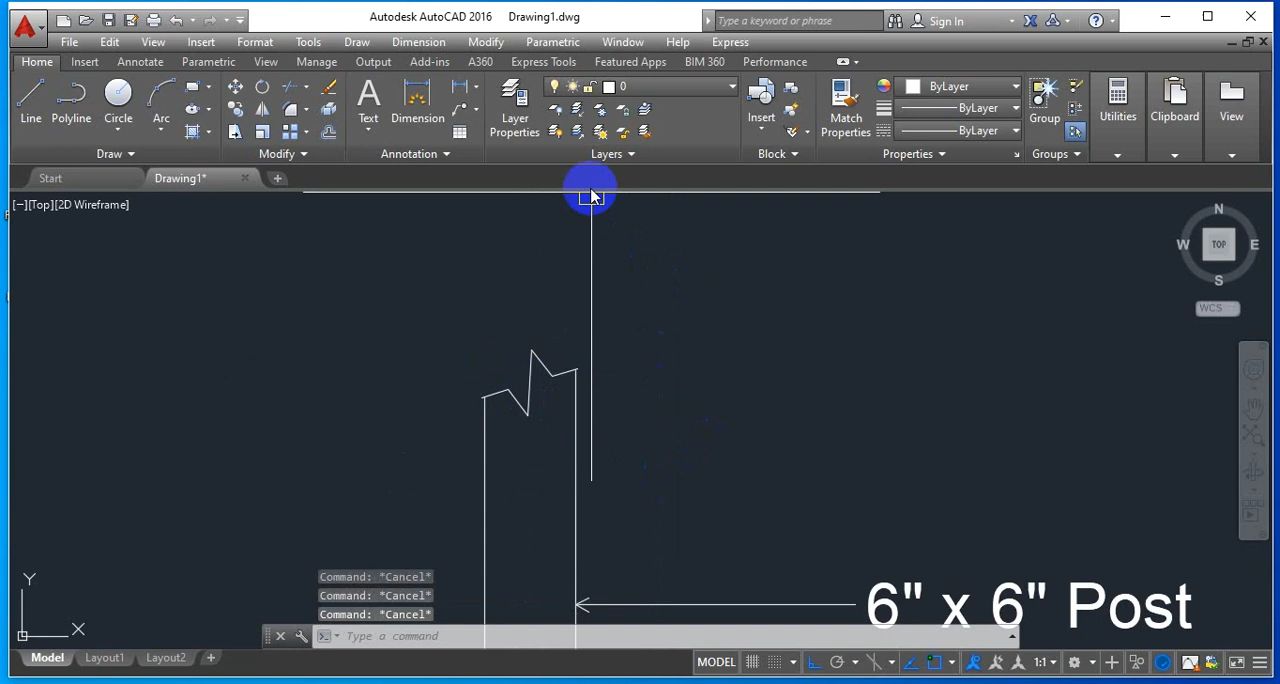 Autodesk AutoCAD 2016 Drawing1.dwg
Type a keyword or phrase
Sign In
File Edit View Insert Format Tools Draw Dimension Modify Parametric Window Help Express
Home Insert Annotate Parametric View Manage Output Add-ins A360 Express Tools Featured Apps BIM 360 Performance
0
ByLayer
ByLayer
ByLayer
Line Polyline Circle Arc Text Dimension Layer Properties Insert Match Properties Group Utilities Clipboard View
Draw Modify Annotation Layers Block Properties Groups
Start Drawing1*
[−][Top][2D Wireframe]
N
W TOP E
S
WCS
6" x 6" Post
Y
X
Command: *Cancel*
Command: *Cancel*
Command: *Cancel*
Type a command
Model Layout1 Layout2 MODEL 1:1